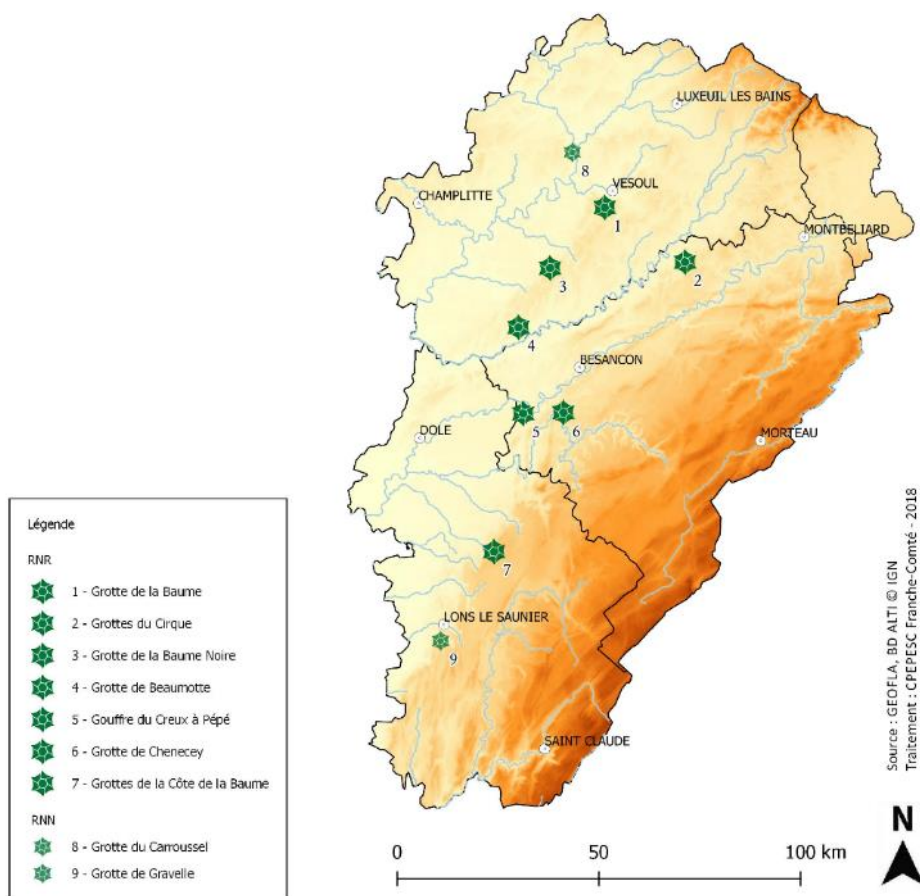 LUXEUIL LES BAINS
8
VESOUL
CHAMPLITTE
1
MONTBELIARD
2
3
4
BESANCON
5
6
DOLE
MORTEAU
7
LONS LE SAUNIER
9
SAINT CLAUDE
Légende
RNR
1 - Grotte de la Baume
2 - Grottes du Cirque
3 - Grotte de la Baume Noire
4 - Grotte de Beaumotte
5 - Gouffre du Creux à Pépé
6 - Grotte de Chenecey
7 - Grottes de la Côte de la Baume
RNN
8 - Grotte du Carroussel
9 - Grotte de Gravelle
0 50 100 km
N
Source : GEOFLA, BD ALTI © IGN
Traitement : CPEPESC Franche-Comté - 2018